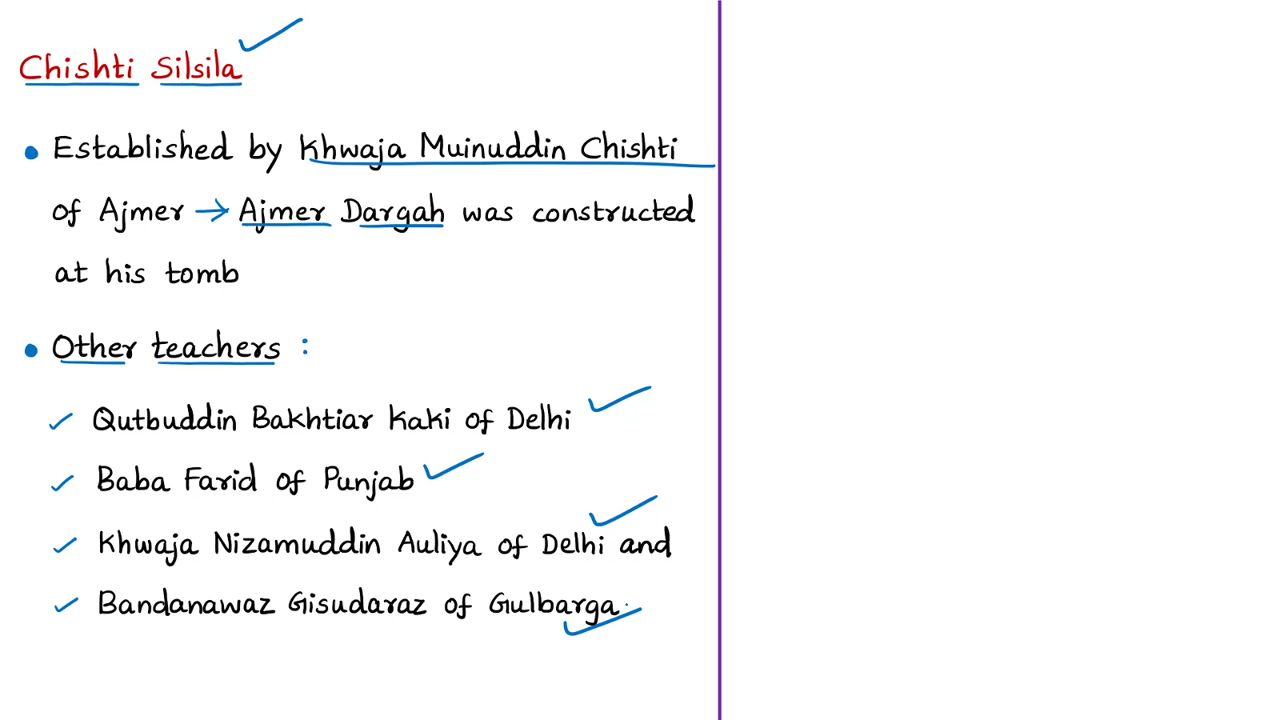 Chishti Silsila
• Established by Khwaja Muinuddin Chishti
of Ajmer → Ajmer Dargah was constructed
at his tomb
• Other teachers :
✓ Qutbuddin Bakhtiar Kaki of Delhi
✓ Baba Farid of Punjab
✓ Khwaja Nizamuddin Auliya of Delhi and
✓ Bandanawaz Gisudaraz of Gulbarga.